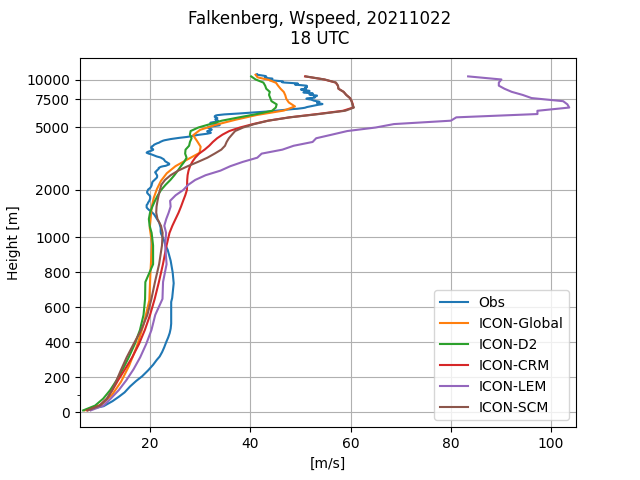 Falkenberg, Wspeed, 20211022
18 UTC
Height [m]
10000
7500
5000
2000
1000
800
600
400
200
0
Obs
ICON-Global
ICON-D2
ICON-CRM
ICON-LEM
ICON-SCM
20 40 60 80 100
[m/s]